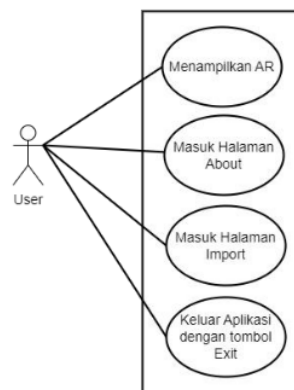 Menampilkan AR
Masuk Halaman
About
User
Masuk Halaman
Import
Keluar Aplikasi
dengan tombol
Exit